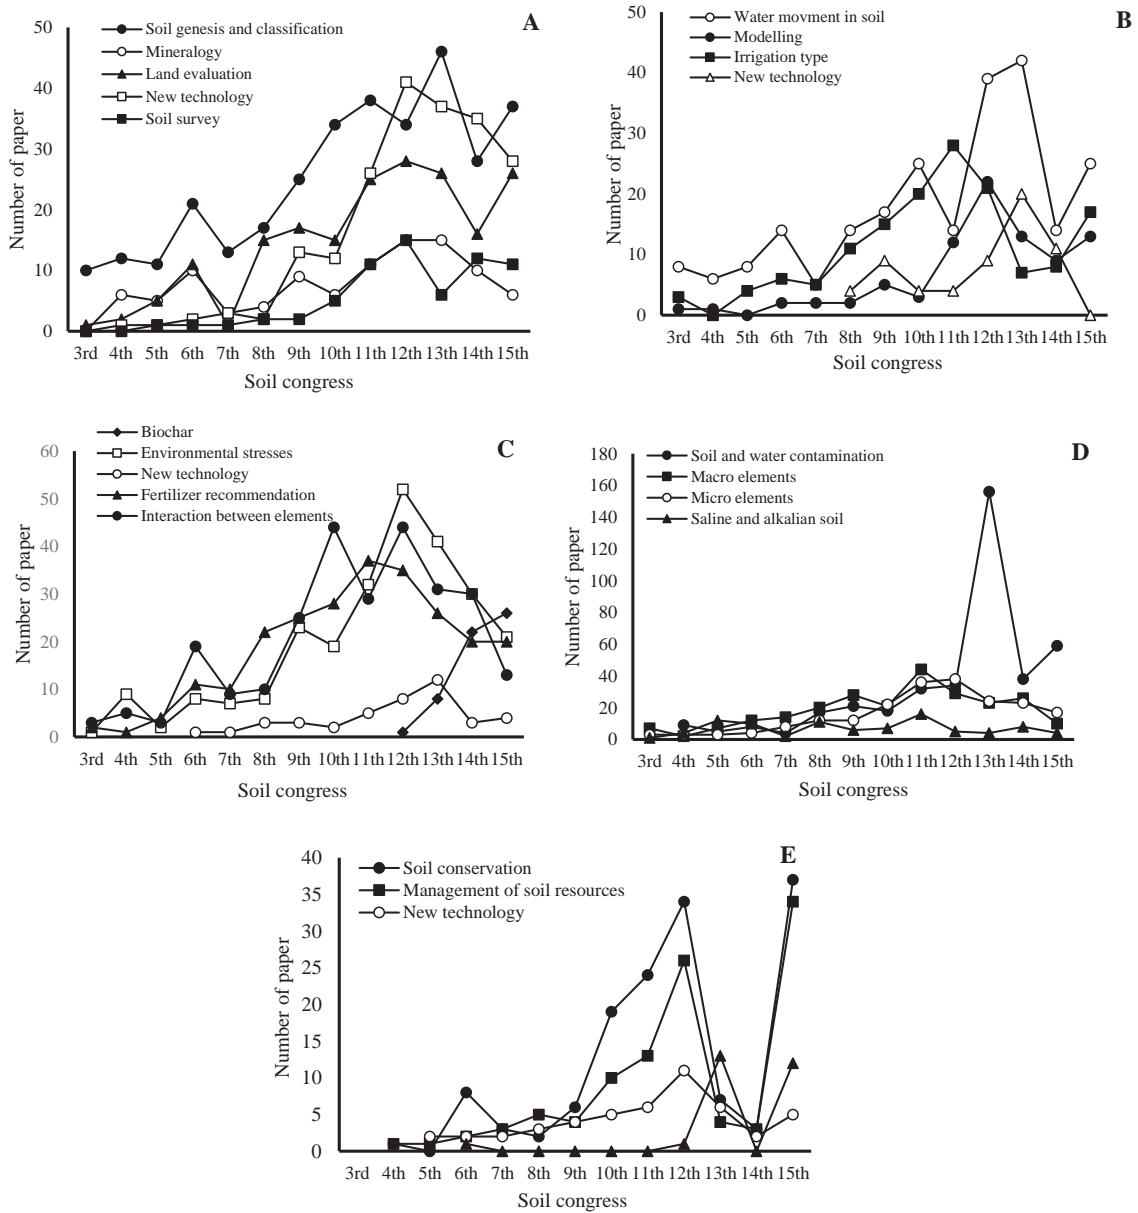 A
Soil genesis and classification
Mineralogy
Land evaluation
New technology
Soil survey
50
40
30
20
10
0
Number of paper
3rd 4th 5th 6th 7th 8th 9th 10th 11th 12th 13th 14th 15th
Soil congress
B
Water movment in soil
Modelling
Irrigation type
New technology
50
40
30
20
10
0
Number of paper
3rd 4th 5th 6th 7th 8th 9th 10th 11th 12th 13th 14th 15th
Soil congress
C
Biochar
Environmental stresses
New technology
Fertilizer recommendation
Interaction between elements
60
50
40
30
20
10
0
Number of paper
3rd 4th 5th 6th 7th 8th 9th 10th 11th 12th 13th 14th 15th
Soil congress
D
Soil and water contamination
Macro elements
Micro elements
Saline and alkalian soil
180
160
140
120
100
80
60
40
20
0
Number of paper
3rd 4th 5th 6th 7th 8th 9th 10th 11th 12th 13th 14th 15th
Soil congress
E
Soil conservation
Management of soil resources
New technology
40
35
30
25
20
15
10
5
0
Number of paper
3rd 4th 5th 6th 7th 8th 9th 10th 11th 12th 13th 14th 15th
Soil congress